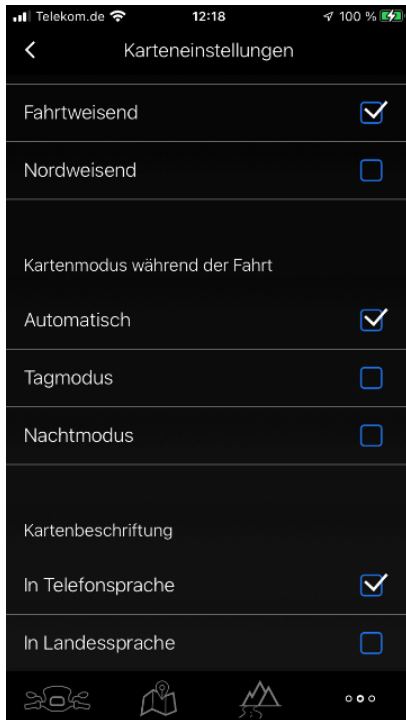 Telekom.de 12:18 100 %
Karteneinstellungen
Fahrtweisend
Nordweisend
Kartenmodus während der Fahrt
Automatisch
Tagmodus
Nachtmodus
Kartenbeschriftung
In Telefonsprache
In Landessprache